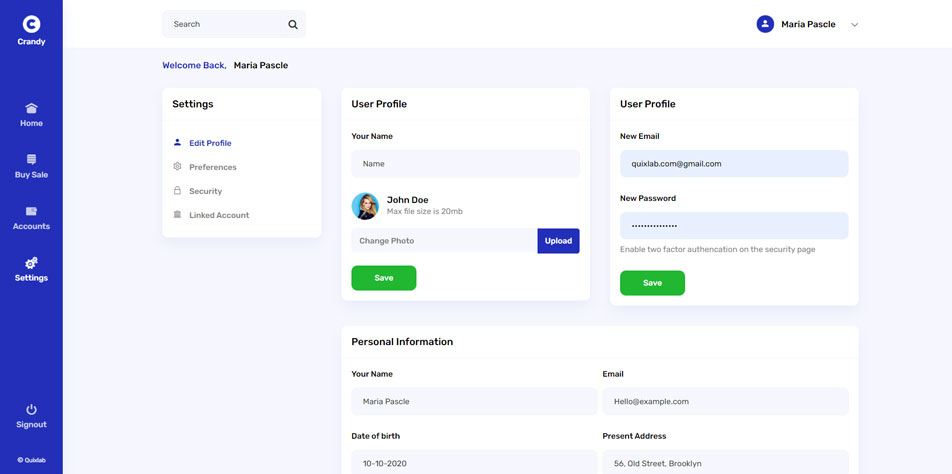 Crandy
Home
Buy Sale
Accounts
Settings
Signout
© Quixlab
Search
Maria Pascle
Welcome Back, Maria Pascle
Settings
Edit Profile
Preferences
Security
Linked Account
User Profile
Your Name
Name
John Doe
Max file size is 20mb
Change Photo
Upload
Save
User Profile
New Email
quixlab.com@gmail.com
New Password
•••••••••••••••
Enable two factor authencation on the security page
Save
Personal Information
Your Name
Maria Pascle
Email
Hello@example.com
Date of birth
10-10-2020
Present Address
56, Old Street, Brooklyn